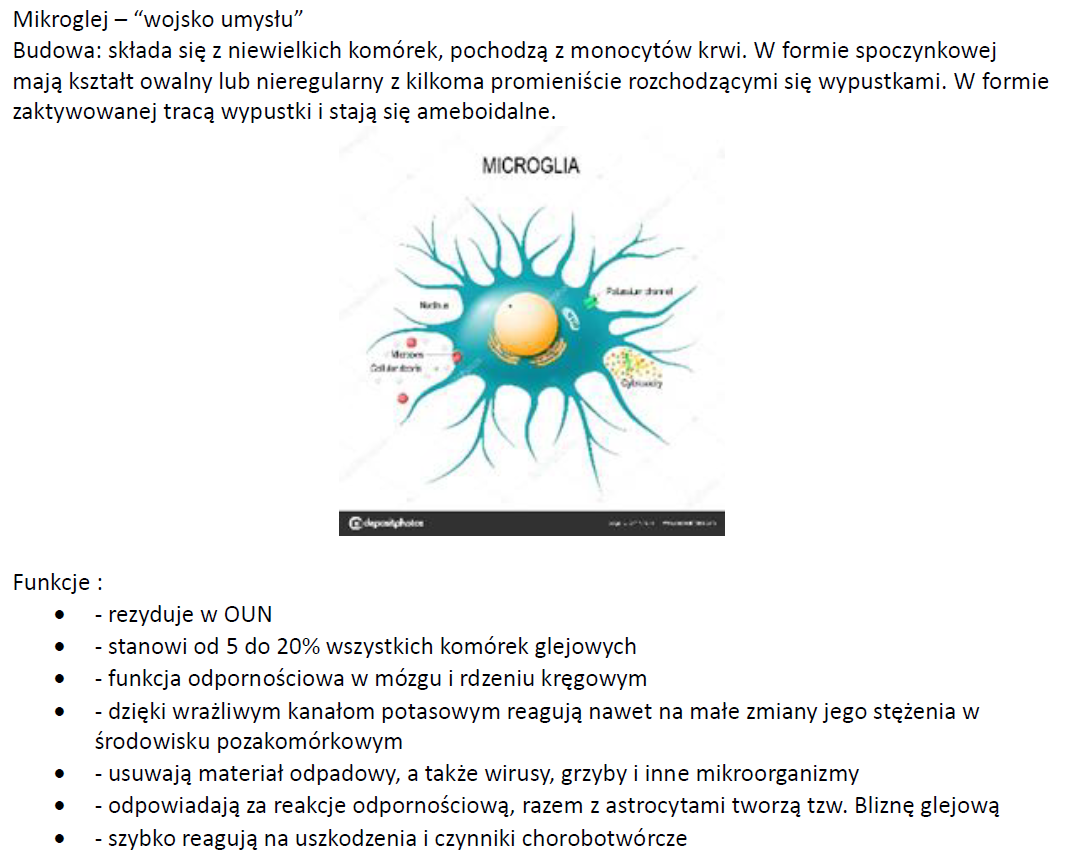 Mikroglej – “wojsko umysłu”
Budowa: składa się z niewielkich komórek, pochodzą z monocytów krwi. W formie spoczynkowej
mają kształt owalny lub nieregularny z kilkoma promieniście rozchodzącymi się wypustkami. W formie
zaktywowanej tracą wypustki i stają się ameboidalne.
MICROGLIA
Potassium channel
Nucleus
Cellular debris
Cytotoxicity
depositphotos
Funkcje :
- rezyduje w OUN
- stanowi od 5 do 20% wszystkich komórek glejowych
- funkcja odpornościowa w mózgu i rdzeniu kręgowym
- dzięki wrażliwym kanałom potasowym reagują nawet na małe zmiany jego stężenia w
środowisku pozakomórkowym
- usuwają materiał odpadowy, a także wirusy, grzyby i inne mikroorganizmy
- odpowiadają za reakcje odpornościową, razem z astrocytami tworzą tzw. Bliznę glejową
- szybko reagują na uszkodzenia i czynniki chorobotwórcze